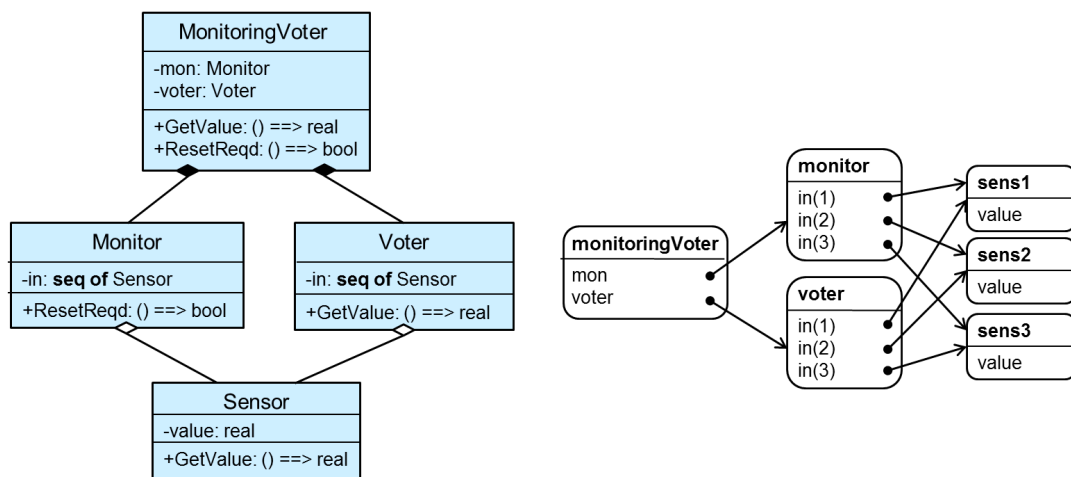 MonitoringVoter
-mon: Monitor
-voter: Voter
+GetValue: () ==> real
+ResetReqd: () ==> bool
Monitor
-in: seq of Sensor
+ResetReqd: () ==> bool
Voter
-in: seq of Sensor
+GetValue: () ==> real
Sensor
-value: real
+GetValue: () ==> real
monitoringVoter
mon
voter
monitor
in(1)
in(2)
in(3)
voter
in(1)
in(2)
in(3)
sens1
value
sens2
value
sens3
value